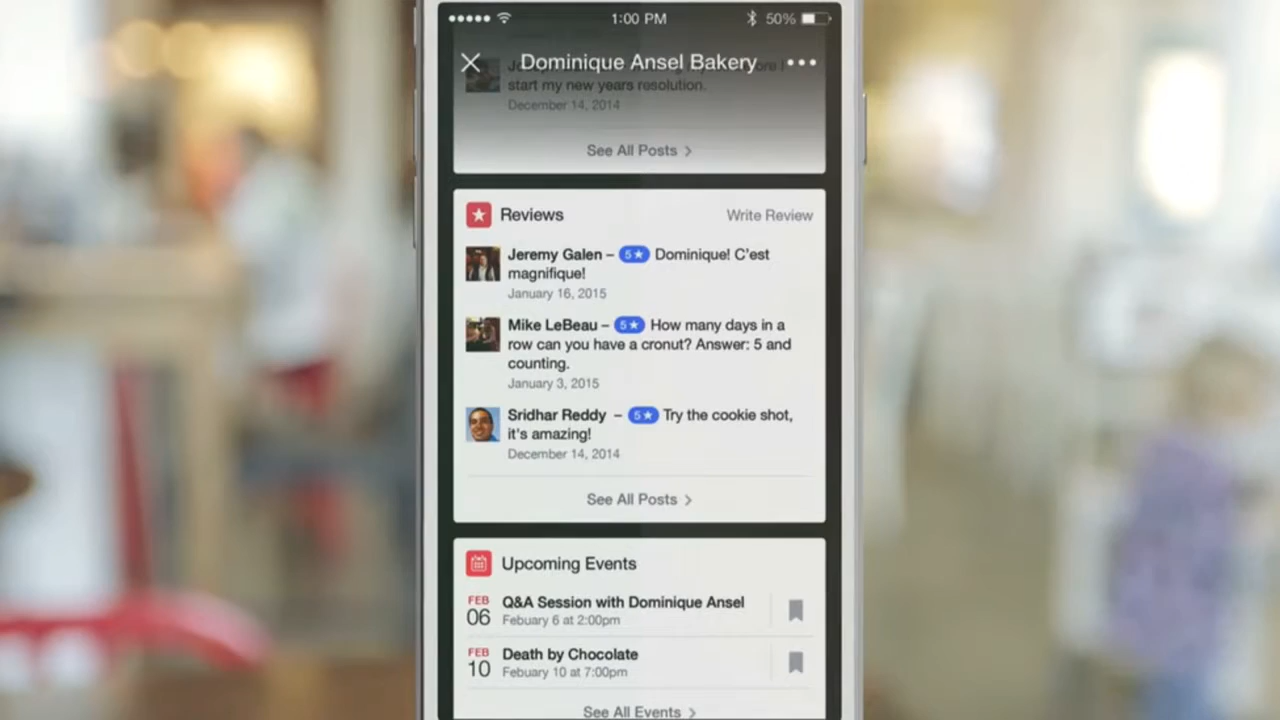 1:00 PM
50%
Dominique Ansel Bakery
start my new years resolution.
December 14, 2014
See All Posts
Reviews
Write Review
Jeremy Galen – 5★ Dominique! C'est
magnifique!
January 16, 2015
Mike LeBeau – 5★ How many days in a
row can you have a cronut? Answer: 5 and
counting.
January 3, 2015
Sridhar Reddy – 5★ Try the cookie shot,
it's amazing!
December 14, 2014
See All Posts
Upcoming Events
FEB
06
Q&A Session with Dominique Ansel
Febuary 6 at 2:00pm
FEB
10
Death by Chocolate
Febuary 10 at 7:00pm
See All Events